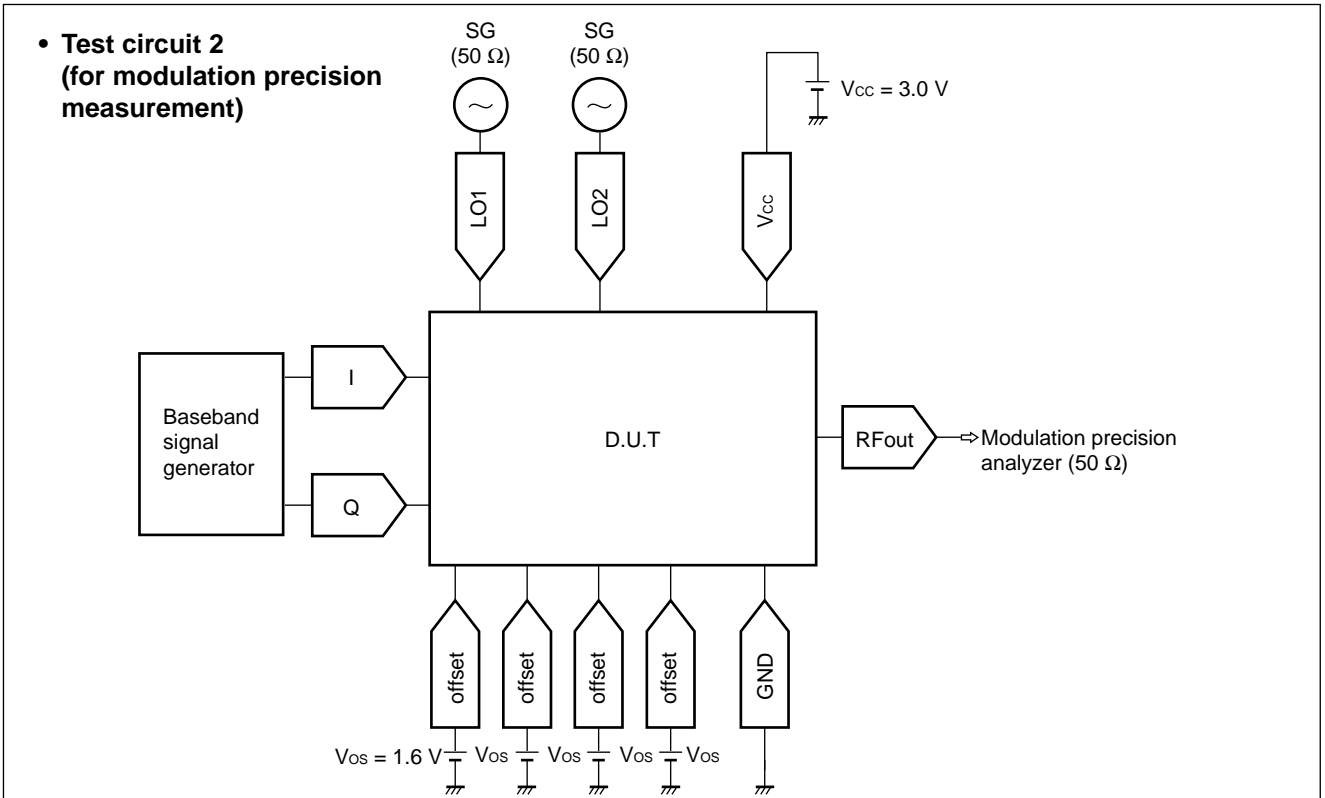 • Test circuit 2
(for modulation precision
measurement)
SG
(50 Ω)
SG
(50 Ω)
VCC = 3.0 V
LO1
LO2
VCC
Baseband
signal
generator
I
Q
D.U.T
RFout
Modulation precision
analyzer (50 Ω)
offset
offset
offset
offset
GND
VOS = 1.6 V
VOS
VOS
VOS
VOS